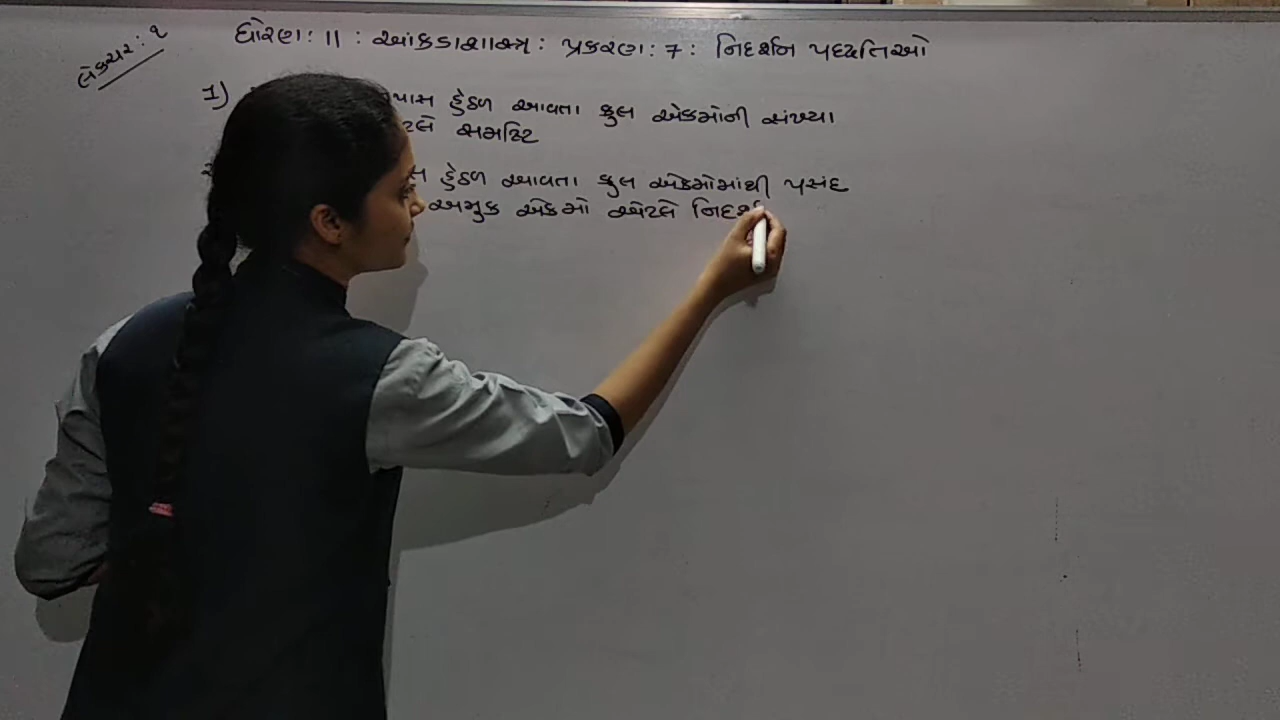 લેક્ચર : ૧
ધોરણ : 11 : આંકડાશાસ્ત્ર : પ્રકરણ : 7 : નિદર્શન પદ્ધતિઓ
1) હેઠળ આવતા કુલ એકમોની સંખ્યા
સમષ્ટિ
હેઠળ આવતા કુલ એકમોમાંથી પસંદ
અમુક એકમો એટલે નિદર્શ